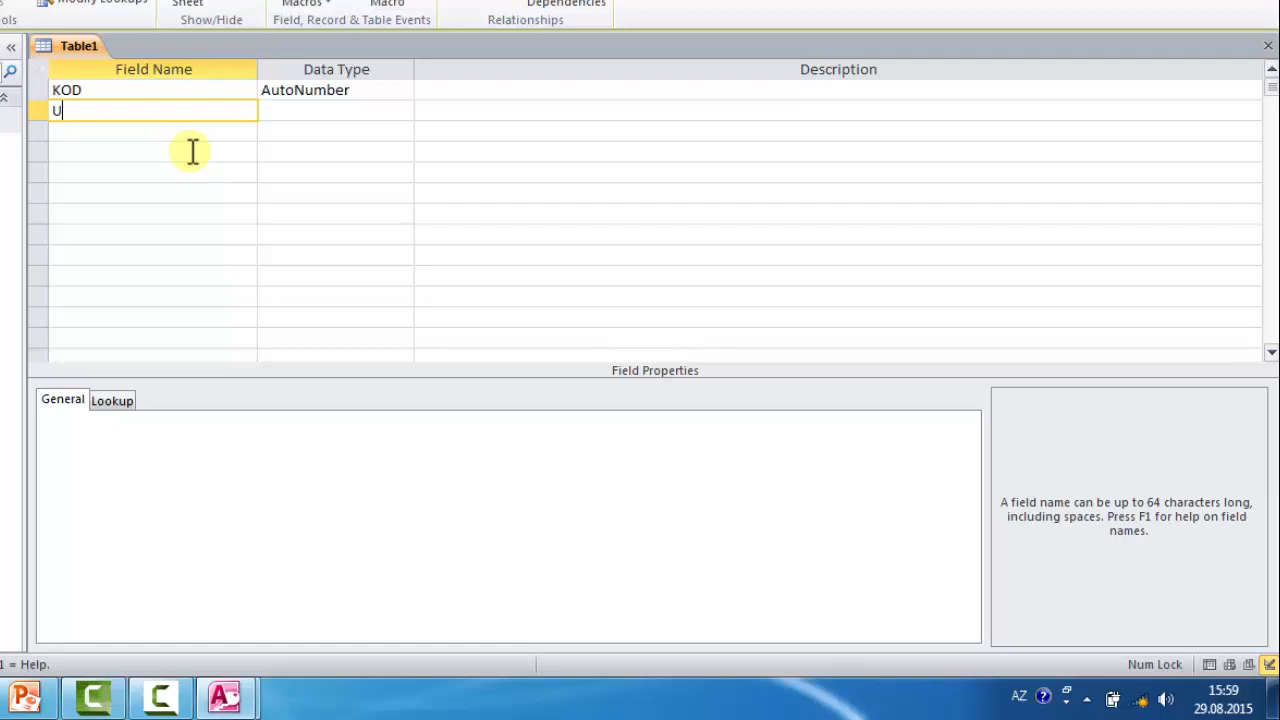 Modify Lookups
Sheet
Macros
Macro
Dependencies
ols
Show/Hide
Field, Record & Table Events
Relationships
Table1
Field Name
Data Type
Description
KOD
AutoNumber
U
Field Properties
General
Lookup
A field name can be up to 64 characters long,
including spaces. Press F1 for help on field
names.
1 = Help.
Num Lock
AZ
15:59
29.08.2015